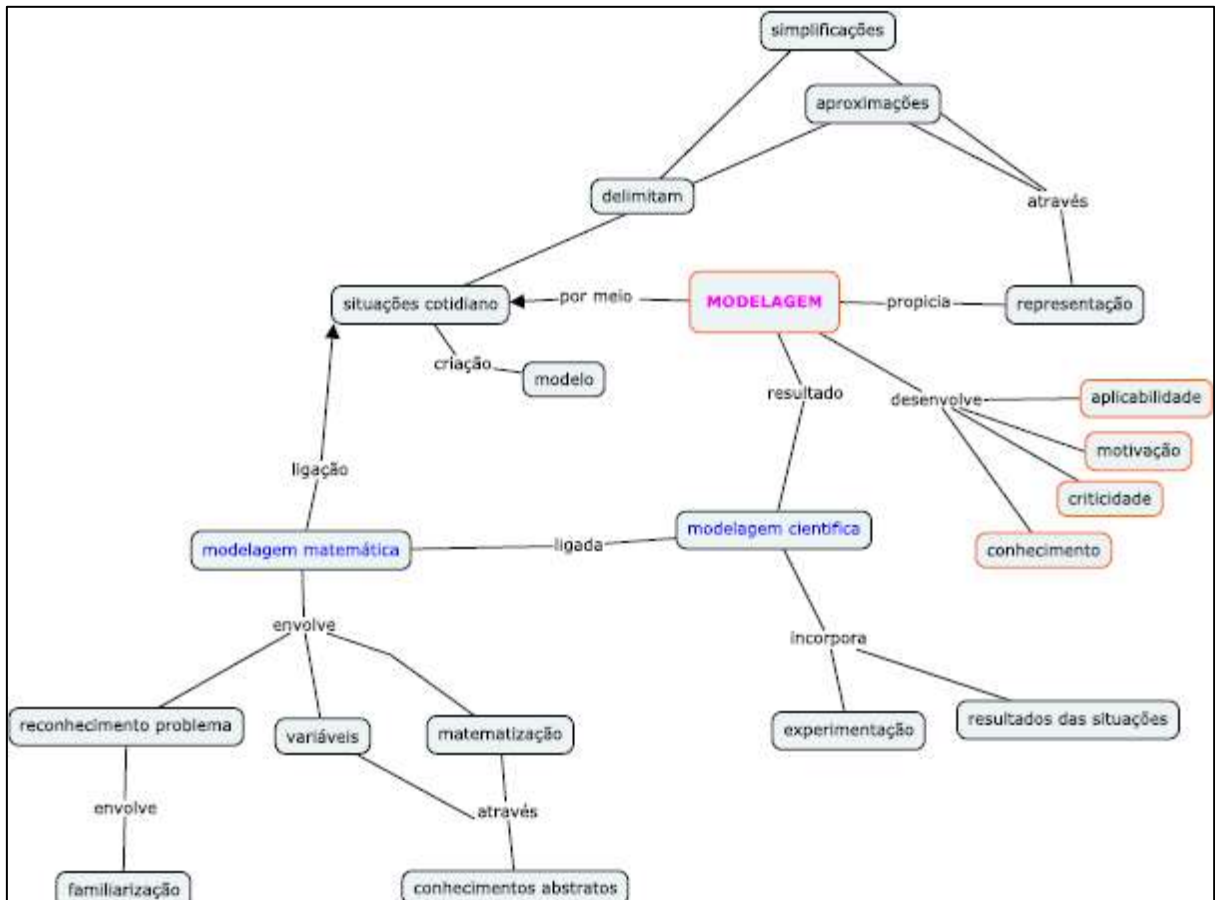 simplificações
aproximações
delimitam
através
situações cotidiano
por meio
MODELAGEM
propicia
representação
criação
modelo
resultado
desenvolve
aplicabilidade
motivação
criticidade
conhecimento
ligação
modelagem matemática
ligada
modelagem cientifica
envolve
incorpora
reconhecimento problema
variáveis
matematização
experimentação
resultados das situações
envolve
através
familiarização
conhecimentos abstratos